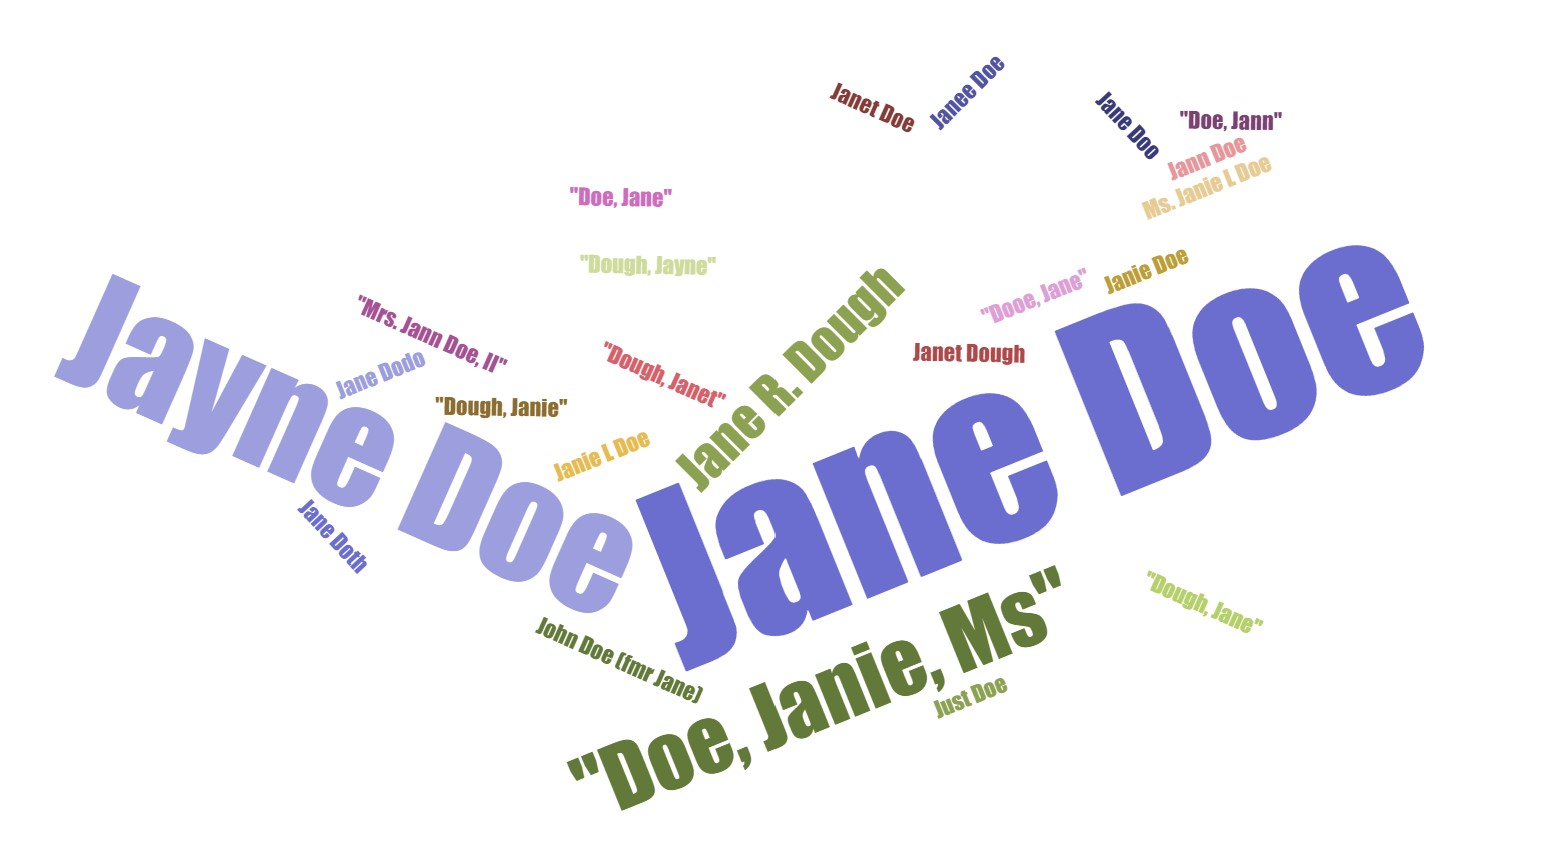 Janee Doe
Janet Doe
Jane Doo
"Doe, Jann"
Jann Doe
Ms. Janie L Doe
"Doe, Jane"
"Dough, Jayne"
Janie Doe
"Dooe, Jane"
Jane R. Dough
Janet Dough
"Mrs. Jann Doe, II"
Jane Dodo
"Dough, Janet"
"Dough, Janie"
Janie L Doe
Jayne Doe
Jane Doe
Jane Doth
"Dough, Jane"
John Doe (fmr Jane)
"Doe, Janie, Ms"
Just Doe